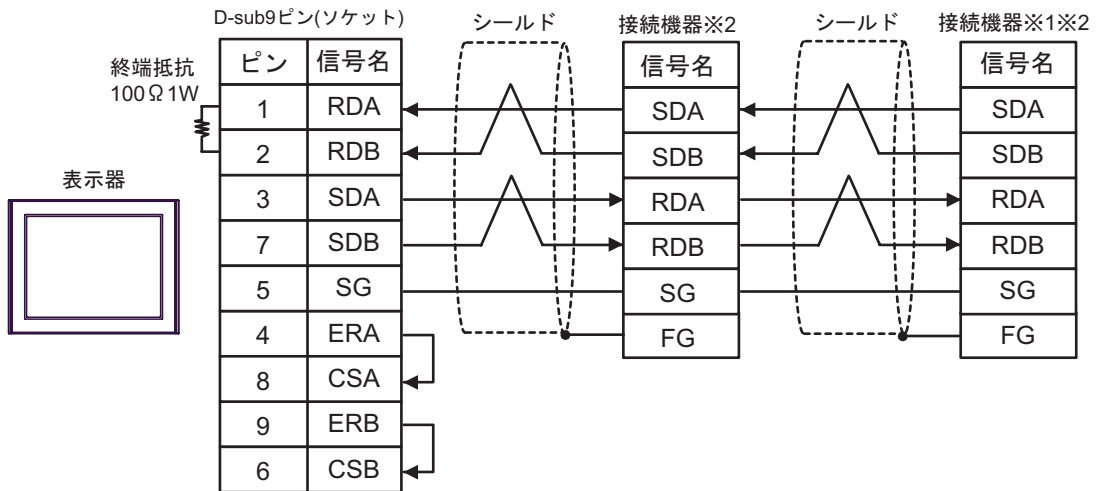 D-sub9ピン(ソケット)
シールド
接続機器※2
シールド
接続機器※1※2
終端抵抗
100Ω1W
表示器
ピン 信号名
1 RDA
2 RDB
3 SDA
7 SDB
5 SG
4 ERA
8 CSA
9 ERB
6 CSB
信号名
SDA
SDB
RDA
RDB
SG
FG
信号名
SDA
SDB
RDA
RDB
SG
FG